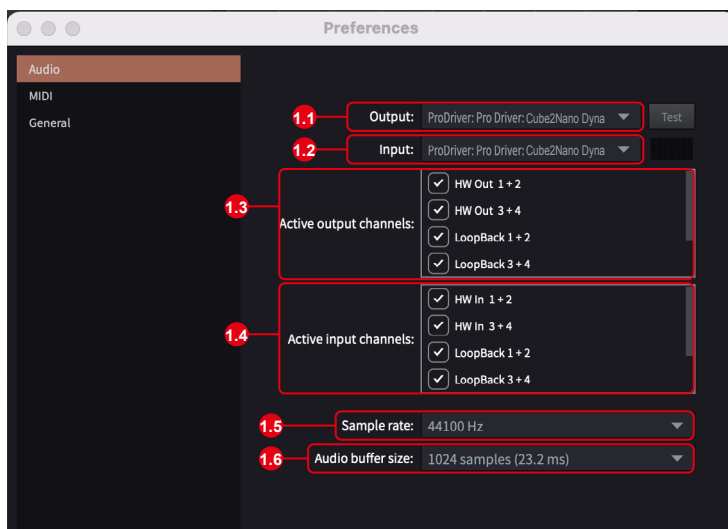 Preferences
Audio
MIDI
General
1.1 Output: ProDriver: Pro Driver: Cube2Nano Dyna Test
1.2 Input: ProDriver: Pro Driver: Cube2Nano Dyna
1.3 Active output channels:
HW Out 1 + 2
HW Out 3 + 4
LoopBack 1 + 2
LoopBack 3 + 4
1.4 Active input channels:
HW In 1 + 2
HW In 3 + 4
LoopBack 1 + 2
LoopBack 3 + 4
1.5 Sample rate: 44100 Hz
1.6 Audio buffer size: 1024 samples (23.2 ms)